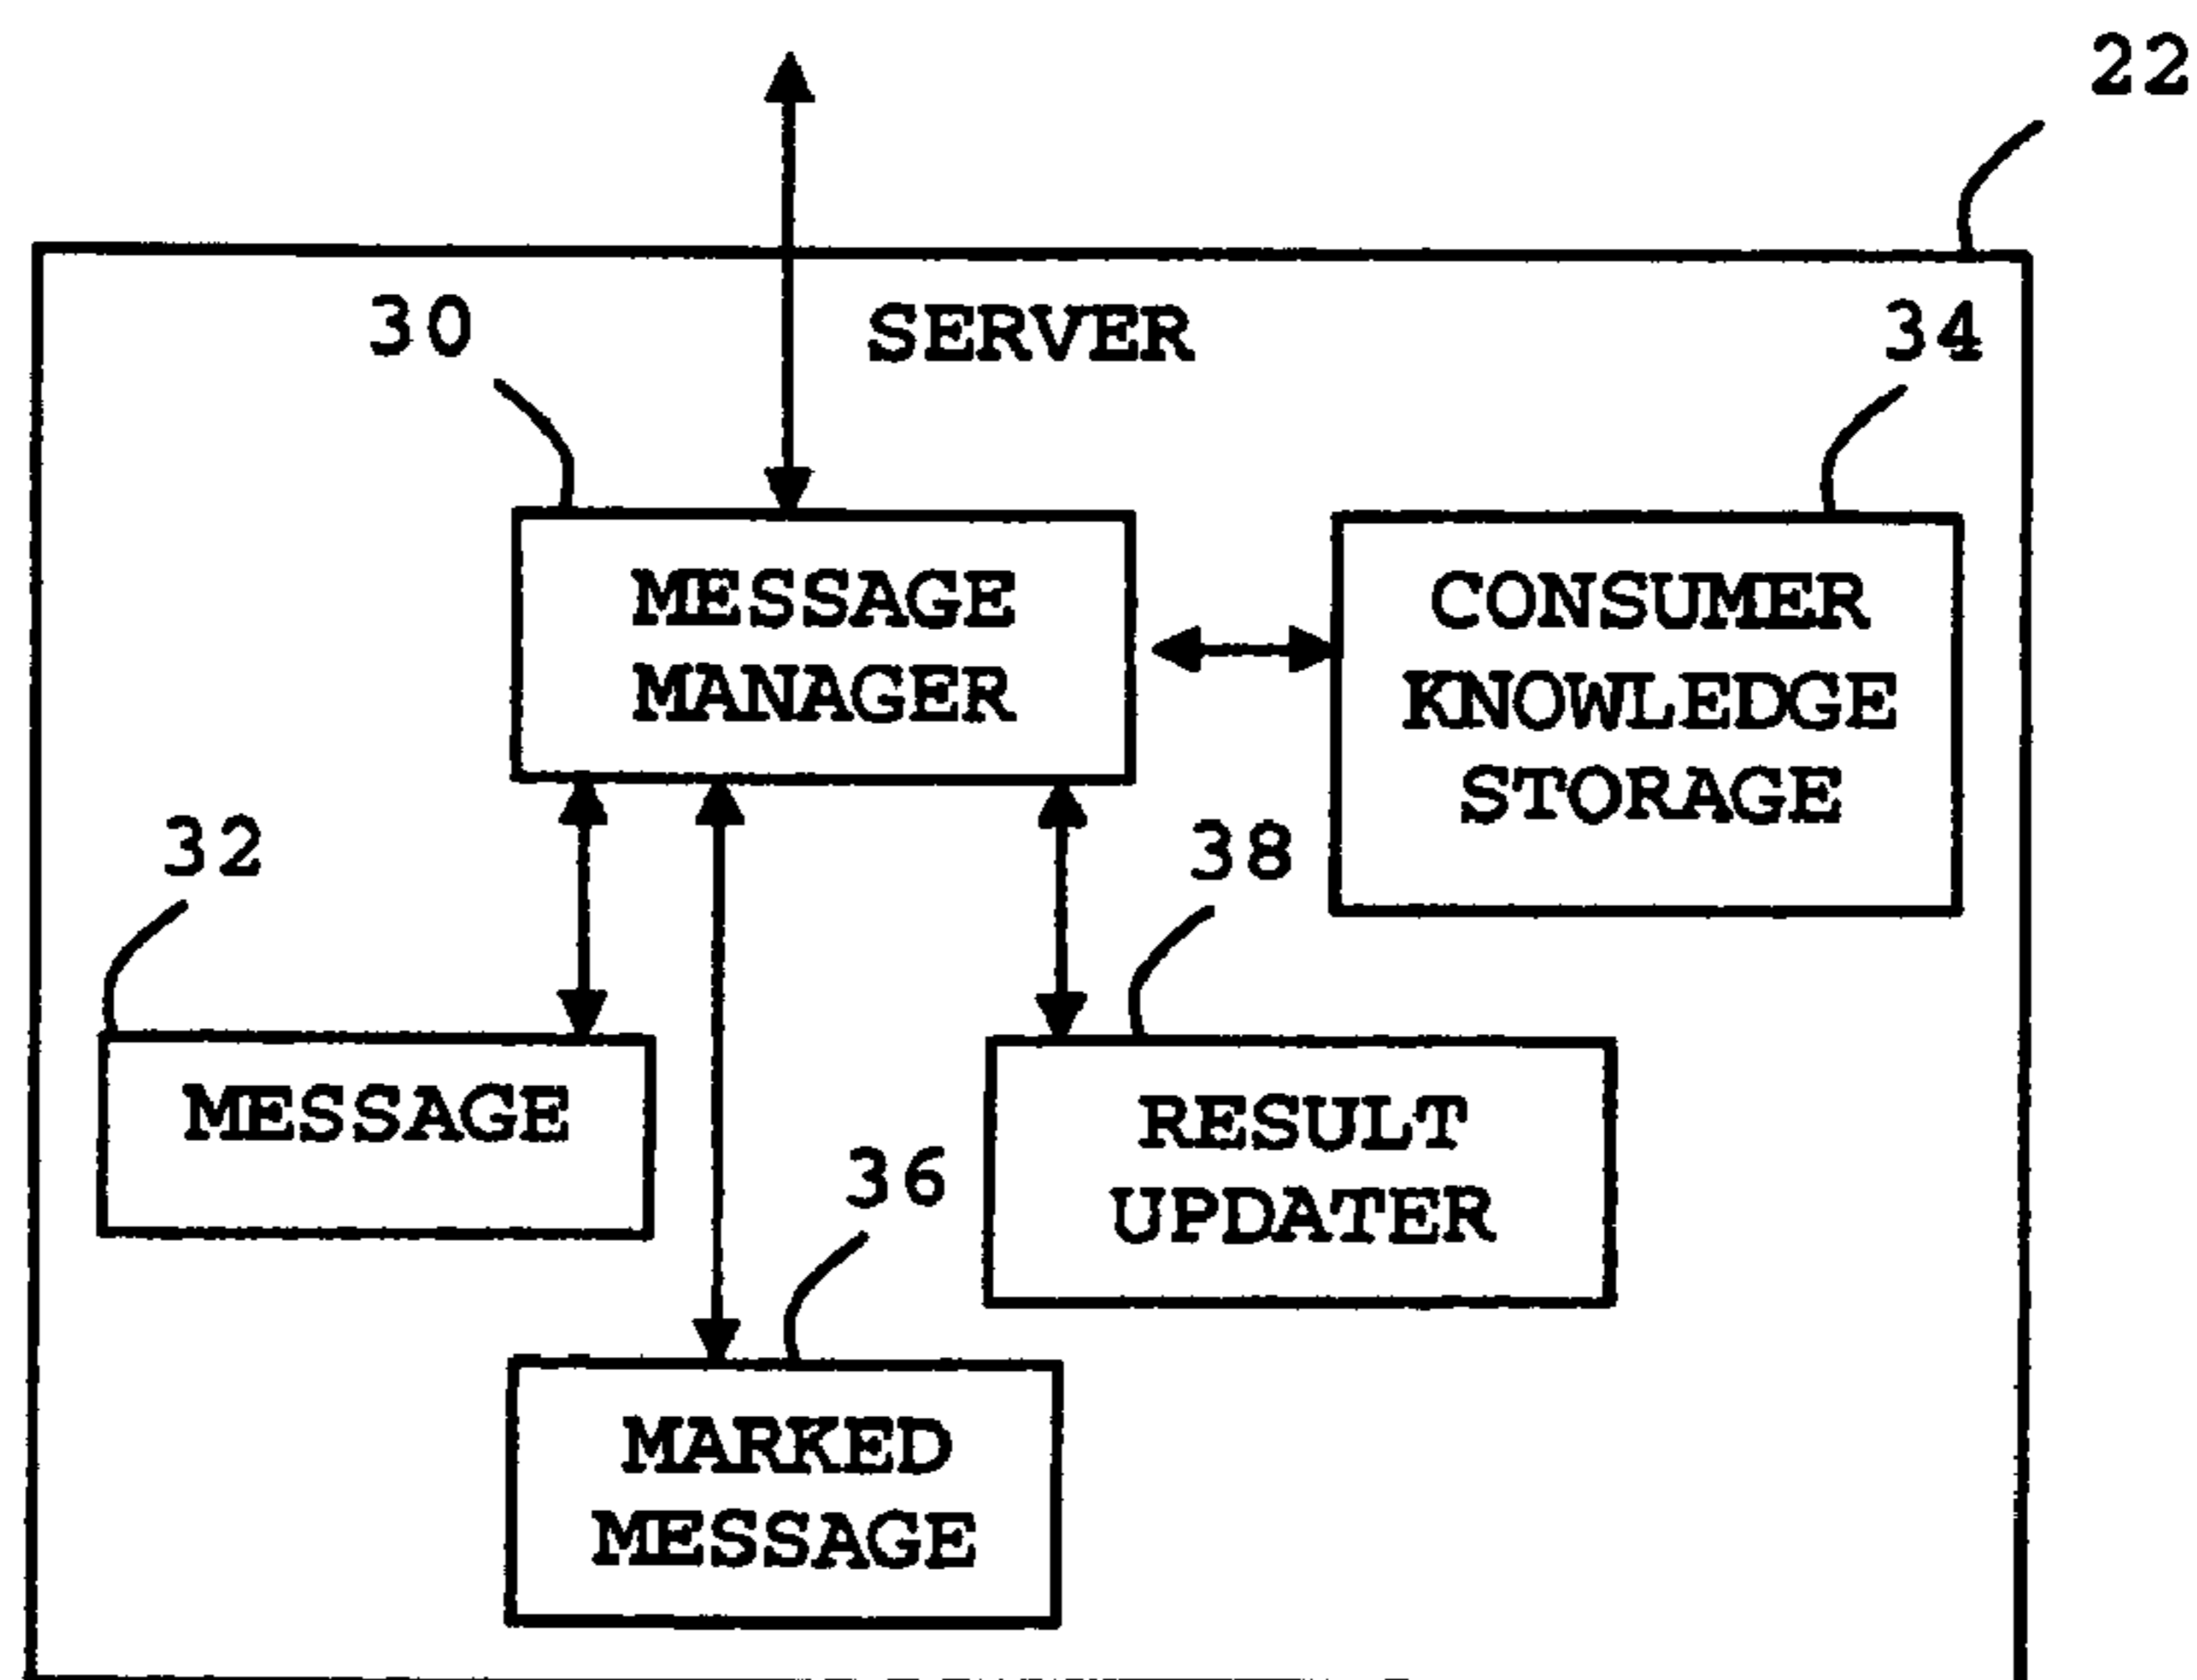 22
30
SERVER
34
MESSAGE
MANAGER
CONSUMER
KNOWLEDGE
STORAGE
32
38
MESSAGE
RESULT
UPDATER
36
MARKED
MESSAGE